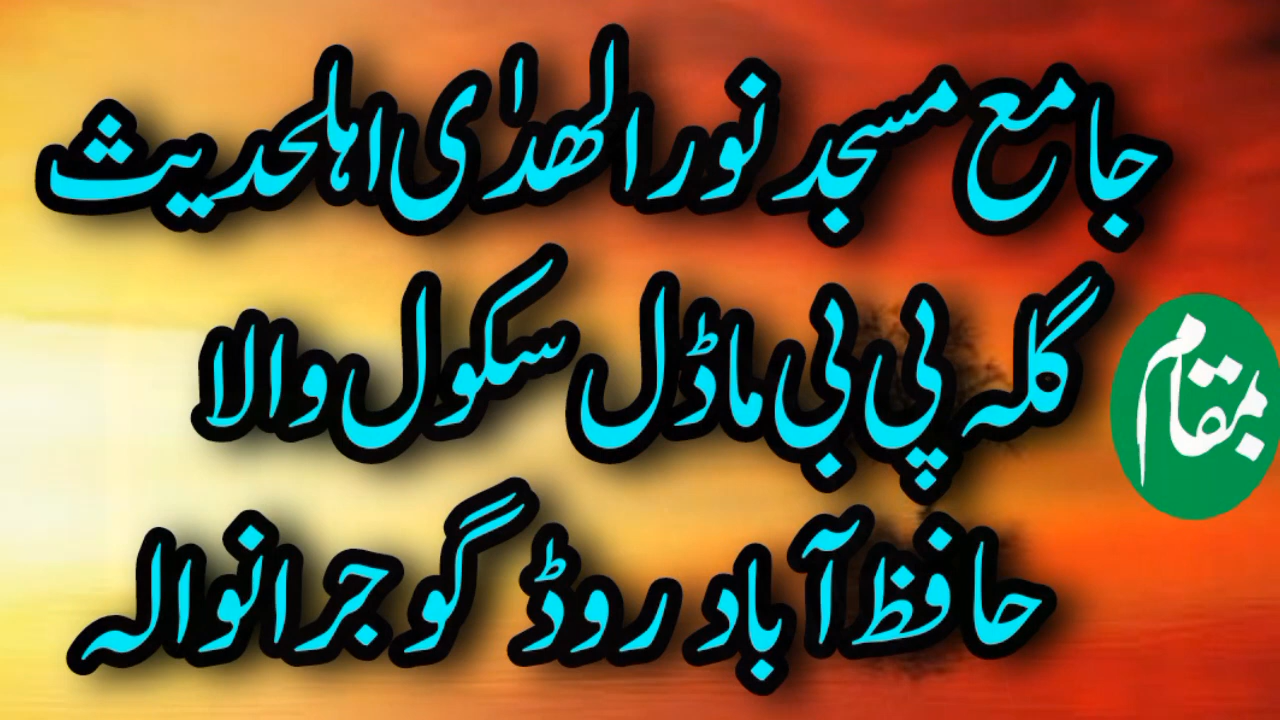 جامع مسجد نور الھدٰی اہلحدیث
بمقام
گلہ پی بی ماڈل سکول والا
حافظ آباد روڈ گوجرانوالہ